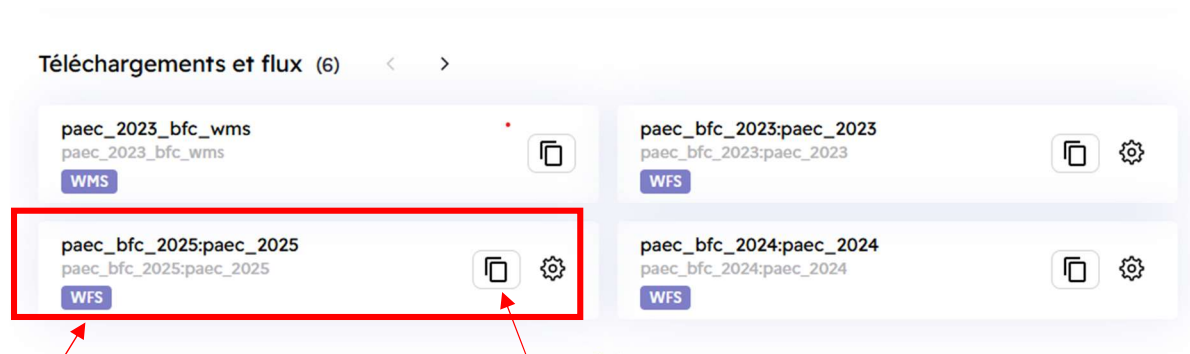 Téléchargements et flux (6)
paec_2023_bfc_wms
paec_2023_bfc_wms
WMS
paec_bfc_2023:paec_2023
paec_bfc_2023:paec_2023
WFS
paec_bfc_2025:paec_2025
paec_bfc_2025:paec_2025
WFS
paec_bfc_2024:paec_2024
paec_bfc_2024:paec_2024
WFS